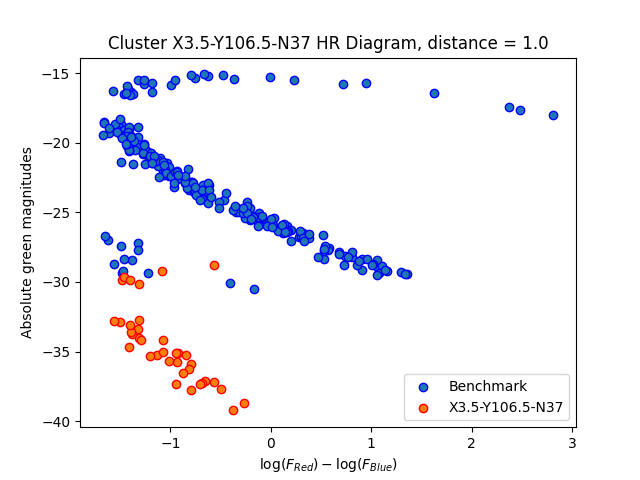 Cluster X3.5-Y106.5-N37 HR Diagram, distance = 1.0
Absolute green magnitudes
−15
−20
−25
−30
−35
−40
Benchmark
X3.5-Y106.5-N37
−1 0 1 2 3
log(F_Red) − log(F_Blue)